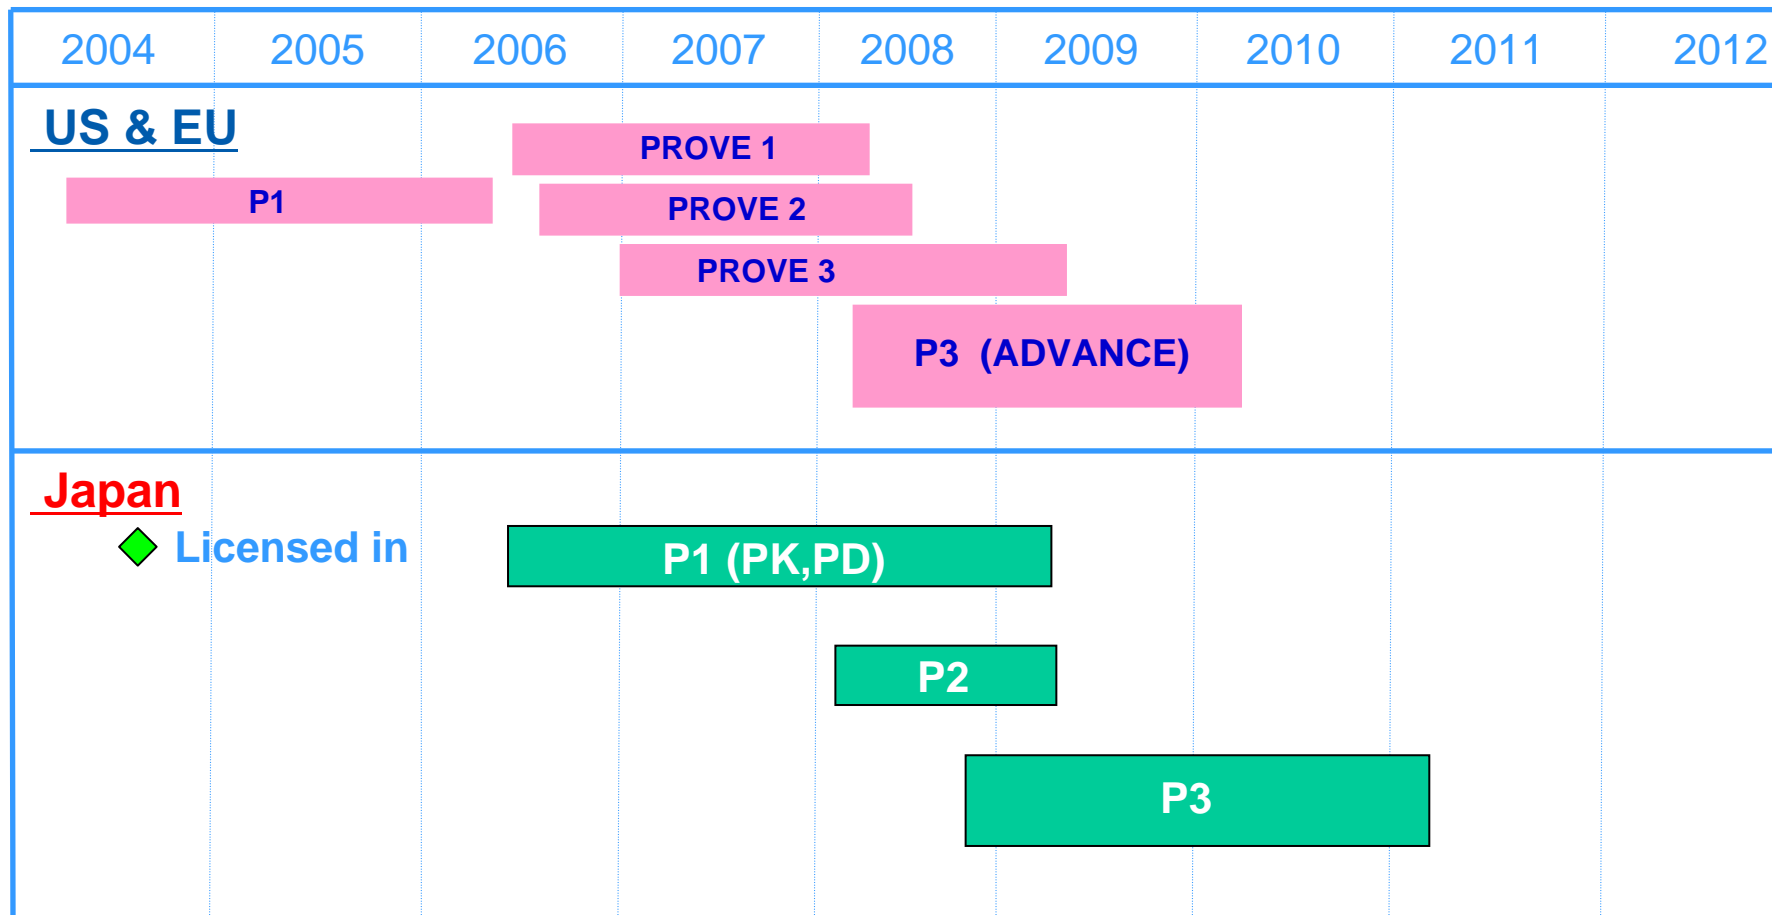 2004 2005 2006 2007 2008 2009 2010 2011 2012
US & EU
PROVE 1
P1
PROVE 2
PROVE 3
P3 (ADVANCE)
Japan
Licensed in
P1 (PK,PD)
P2
P3